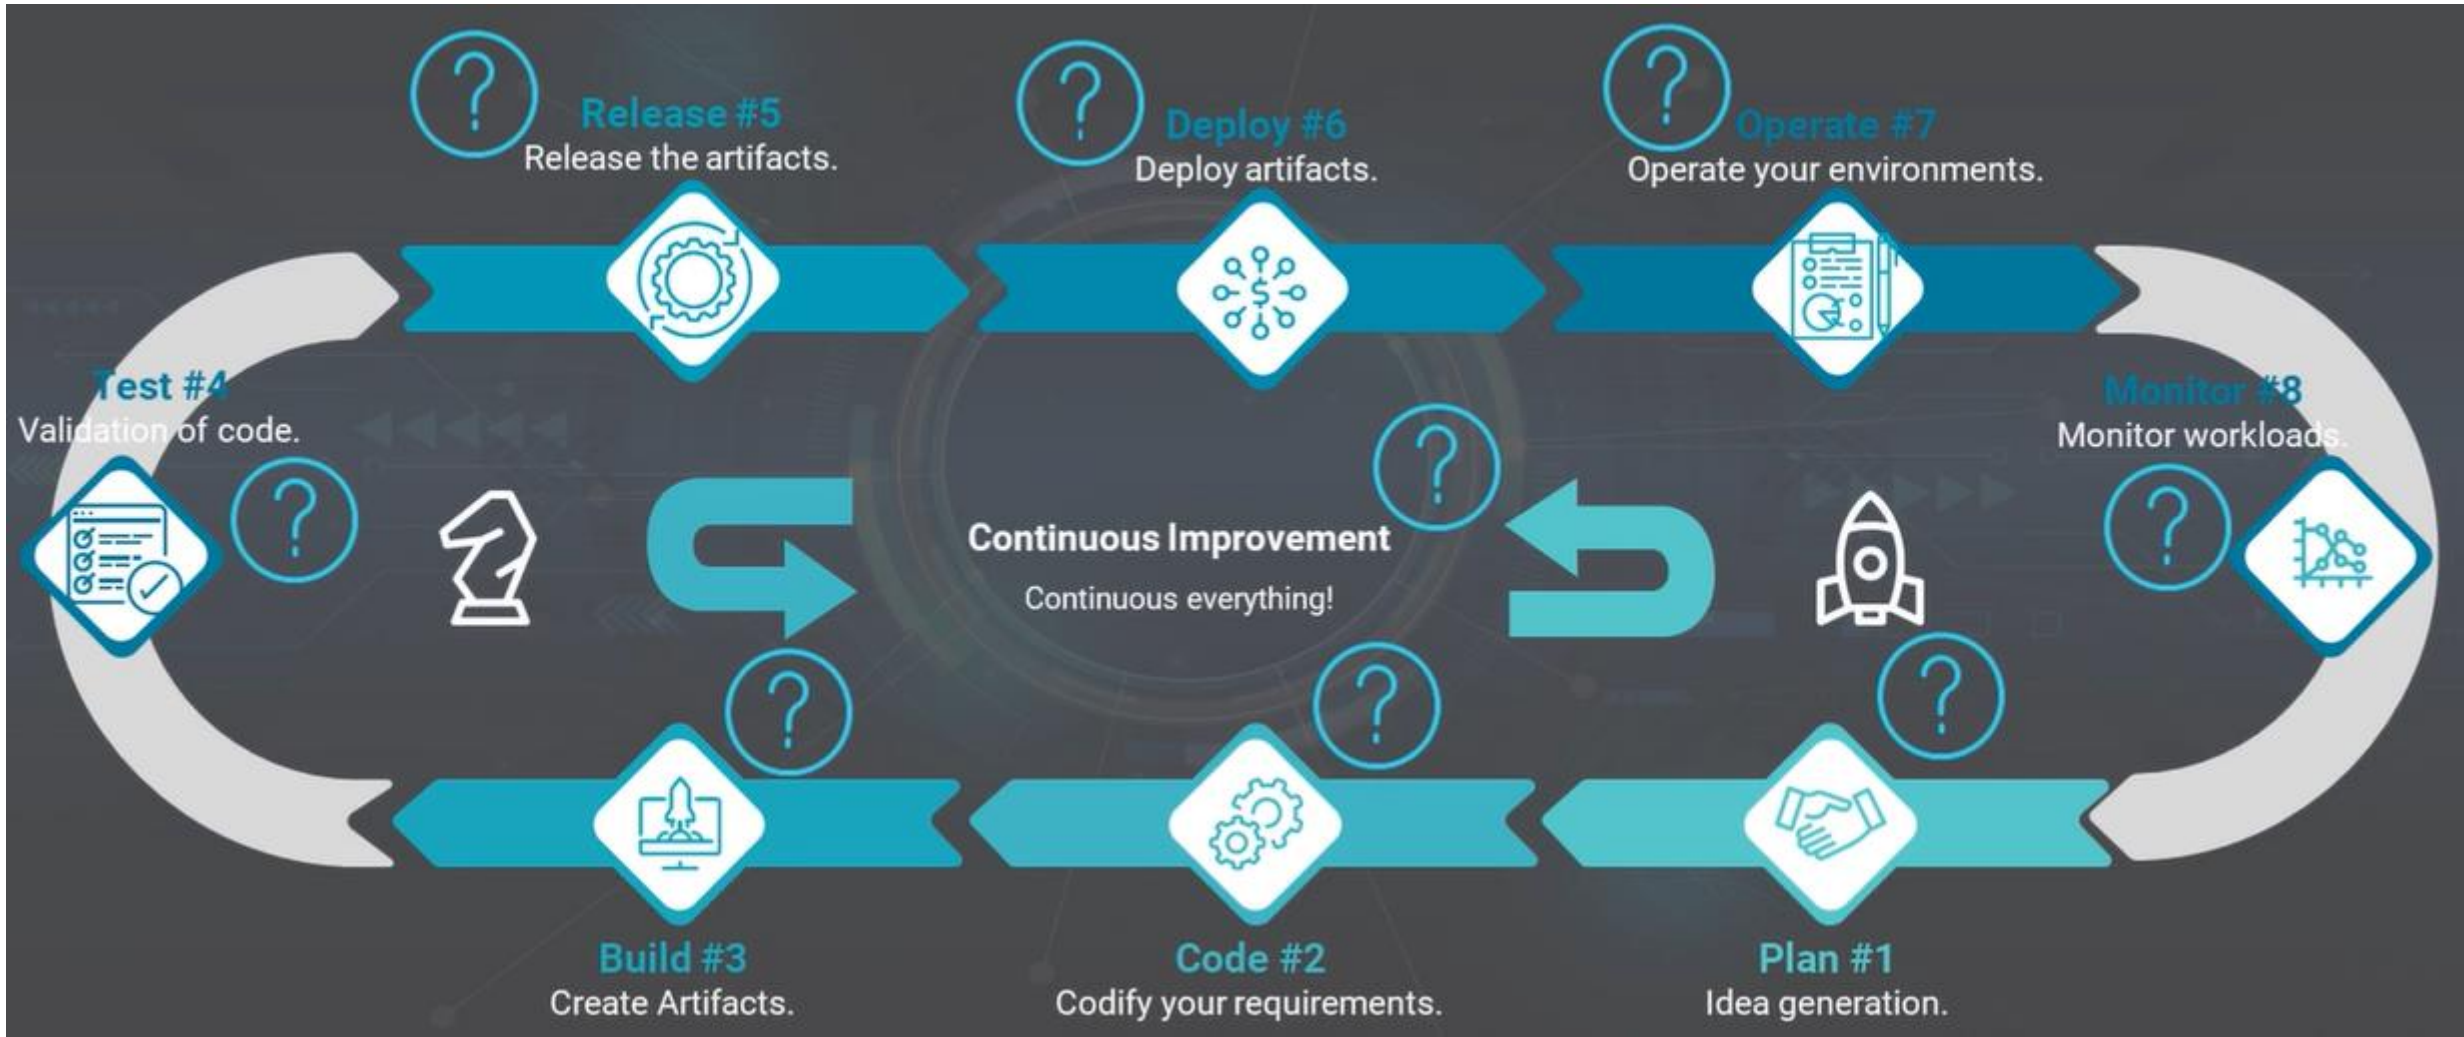 Release #5
Release the artifacts.
Deploy #6
Deploy artifacts.
Operate #7
Operate your environments.
Test #4
Validation of code.
Monitor #8
Monitor workloads.
Continuous Improvement
Continuous everything!
Build #3
Create Artifacts.
Code #2
Codify your requirements.
Plan #1
Idea generation.